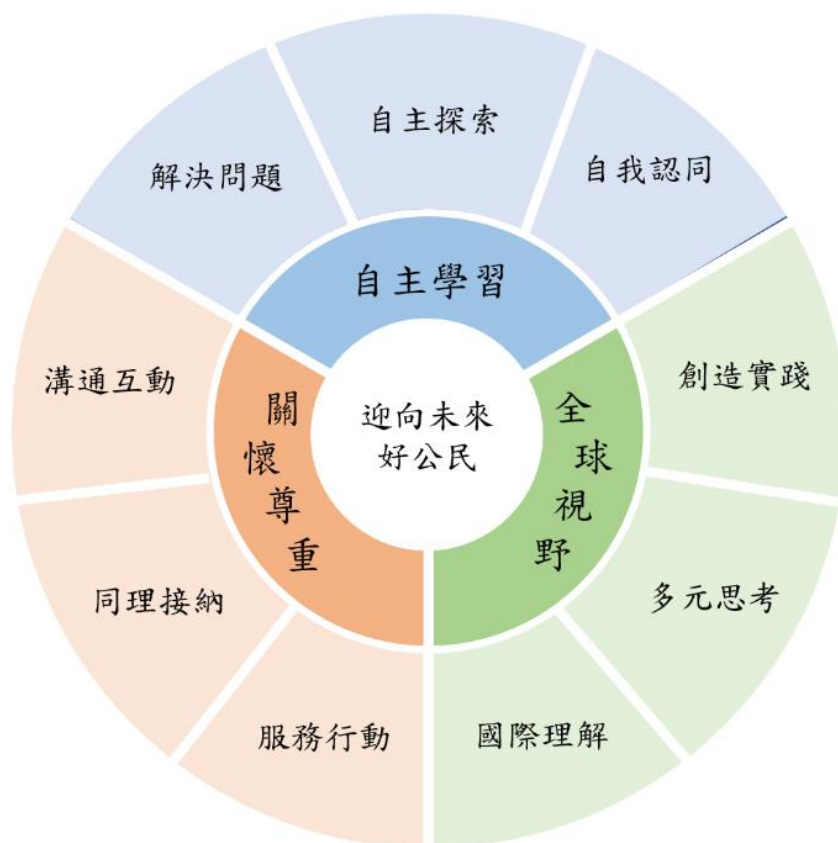 自主探索
解決問題
自我認同
自主學習
溝通互動
創造實踐
關懷尊重
迎向未來
好公民
全球視野
同理接納
多元思考
服務行動
國際理解